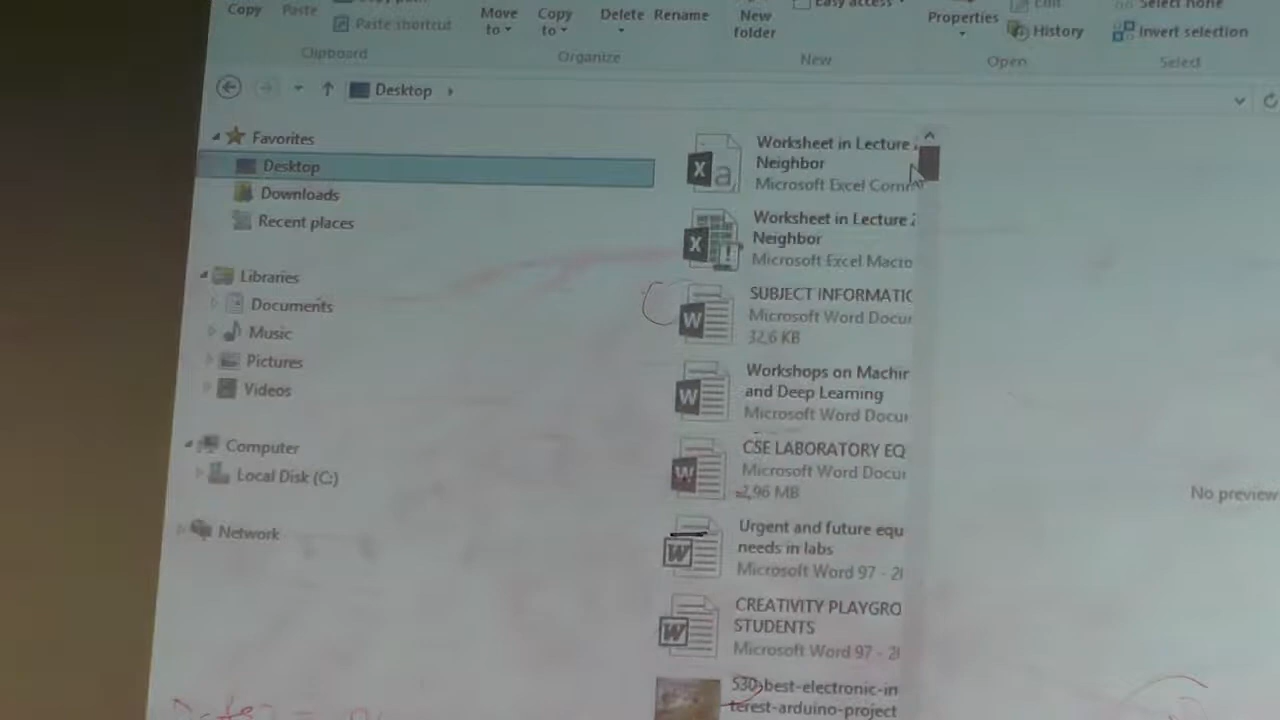 Copy Paste
Paste shortcut
Move to
Copy to
Delete
Rename
New folder
Easy access
Properties
Edit
History
Select none
Invert selection
Clipboard
Organize
New
Open
Select
Desktop
Favorites
Desktop
Downloads
Recent places
Libraries
Documents
Music
Pictures
Videos
Computer
Local Disk (C:)
Network
Worksheet in Lecture
Neighbor
Microsoft Excel Comm
Worksheet in Lecture 2
Neighbor
Microsoft Excel Macro
SUBJECT INFORMATIO
Microsoft Word Docu
32.6 KB
Workshops on Machin
and Deep Learning
Microsoft Word Docu
CSE LABORATORY EQ
Microsoft Word Docu
2.96 MB
Urgent and future equ
needs in labs
Microsoft Word 97 - 2
CREATIVITY PLAYGRO
STUDENTS
Microsoft Word 97 - 2
530-best-electronic-in
terest-arduino-project
No preview